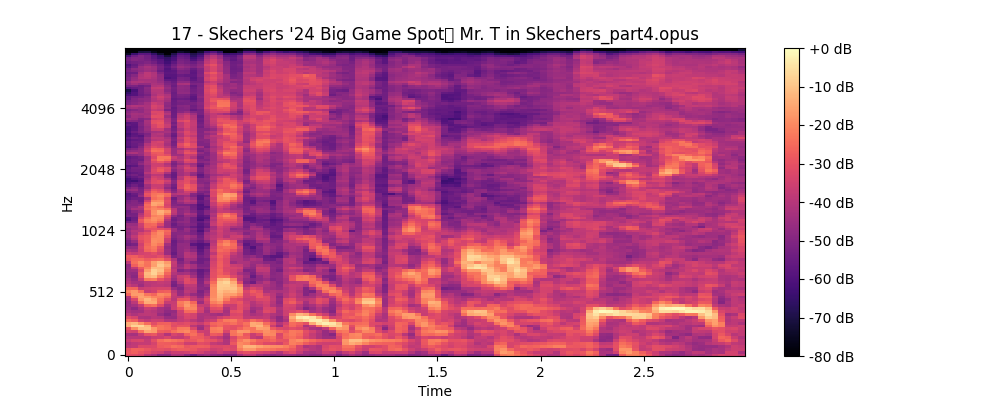 17 - Skechers '24 Big Game Spot▯ Mr. T in Skechers_part4.opus
Hz
4096
2048
1024
512
0
0
0.5
1
1.5
2
2.5
Time
+0 dB
-10 dB
-20 dB
-30 dB
-40 dB
-50 dB
-60 dB
-70 dB
-80 dB